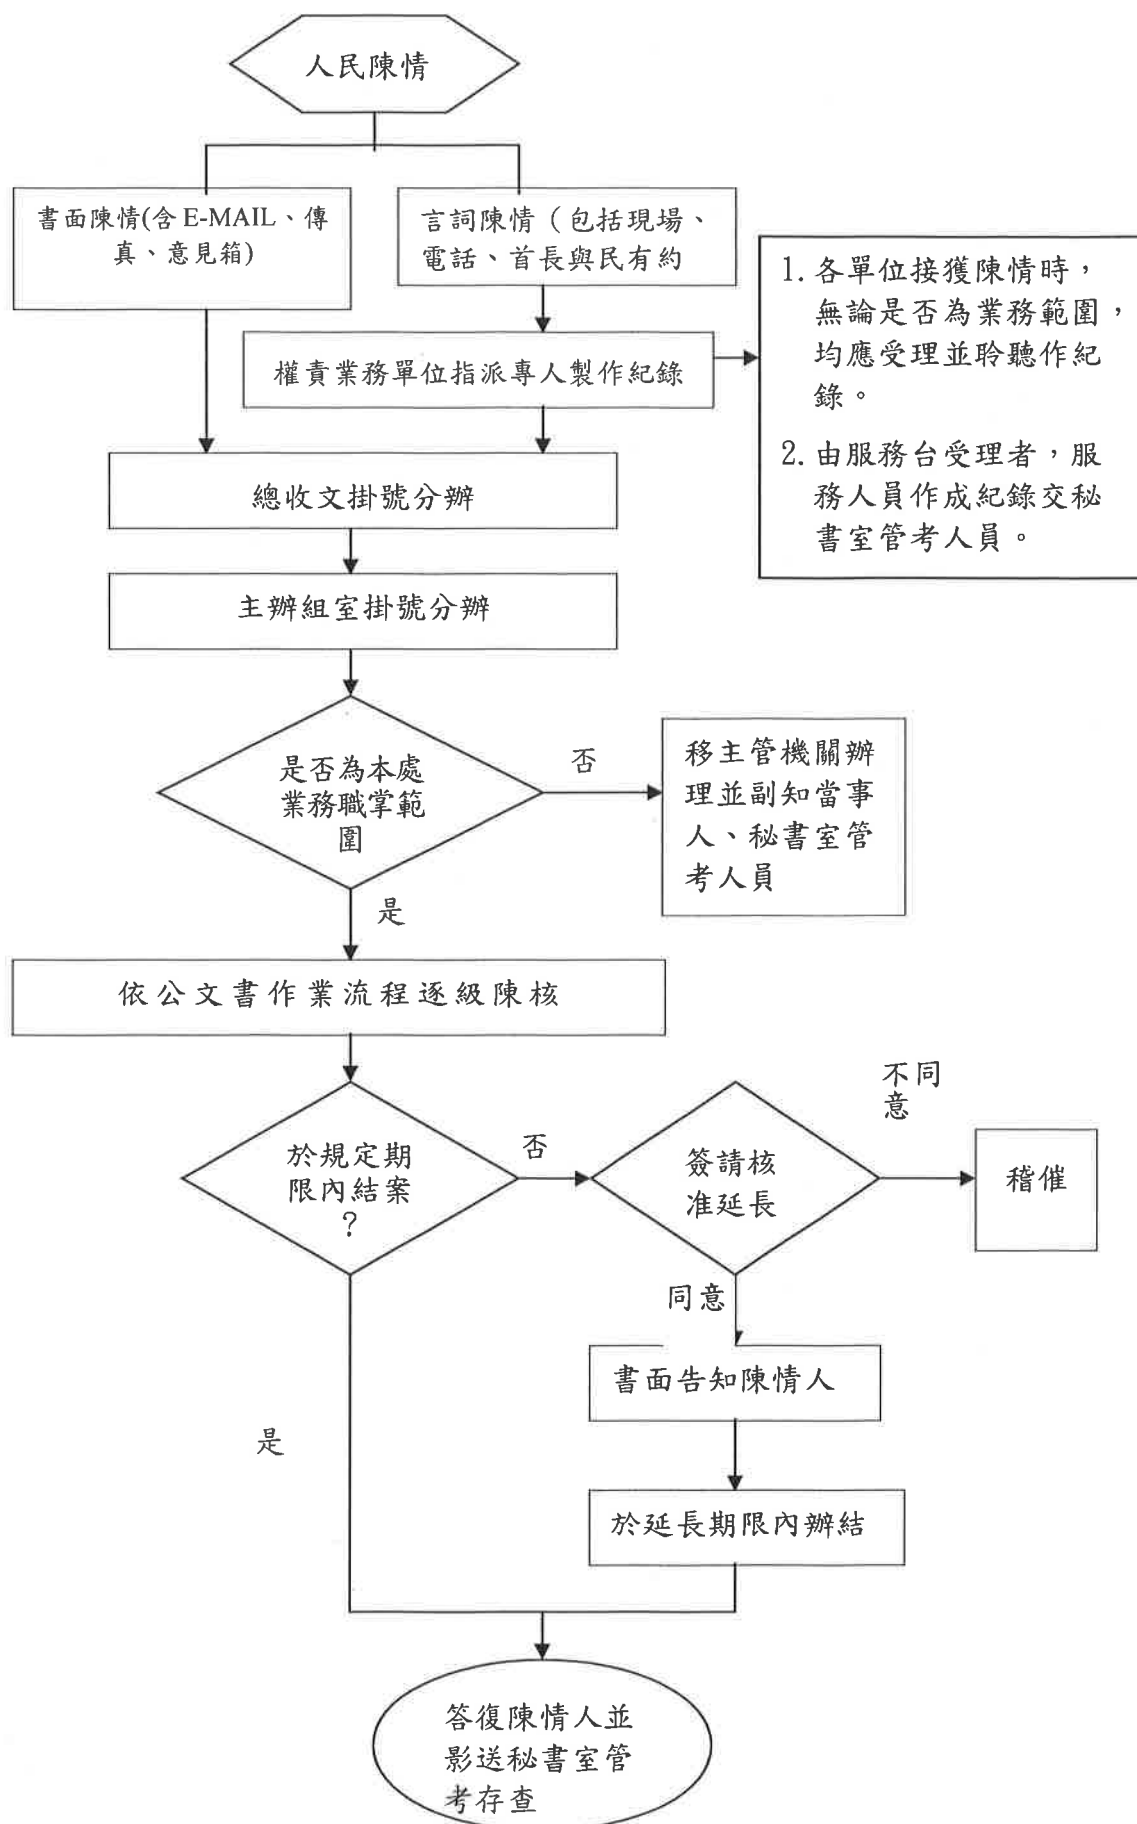 人民陳情
書面陳情(含 E-MAIL、傳
真、意見箱)
言詞陳情（包括現場、
電話、首長與民有約
權責業務單位指派專人製作紀錄
1. 各單位接獲陳情時，
無論是否為業務範圍，
均應受理並聆聽作紀
錄。
2. 由服務台受理者，服
務人員作成紀錄交秘
書室管考人員。
總收文掛號分辦
主辦組室掛號分辦
是否為本處
業務職掌範
圍
否
移主管機關辦
理並副知當事
人、秘書室管
考人員
是
依公文書作業流程逐級陳核
於規定期
限內結案
？
否
簽請核
准延長
不同
意
稽催
同意
書面告知陳情人
是
於延長期限內辦結
答復陳情人並
影送秘書室管
考存查